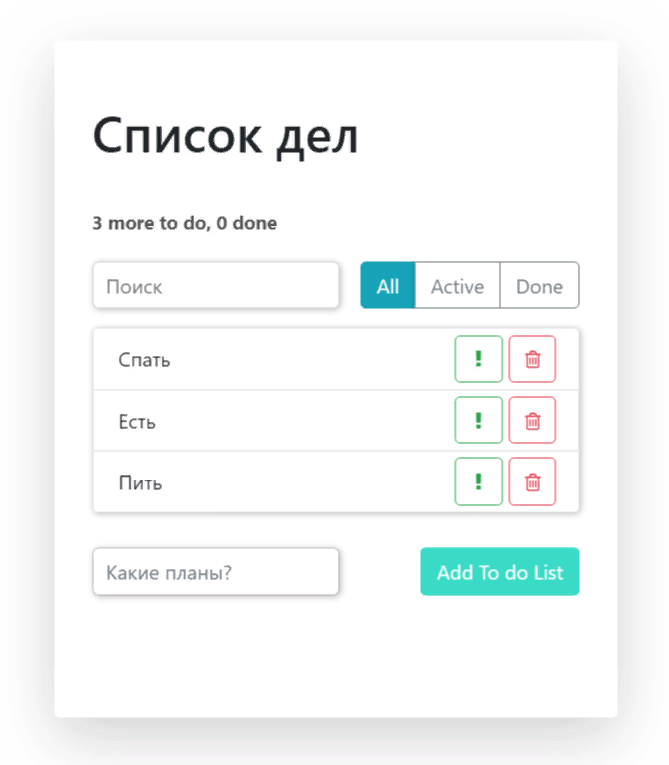 Список дел
3 more to do, 0 done
Поиск All Active Done
Спать !
Есть !
Пить !
Какие планы? Add To do List